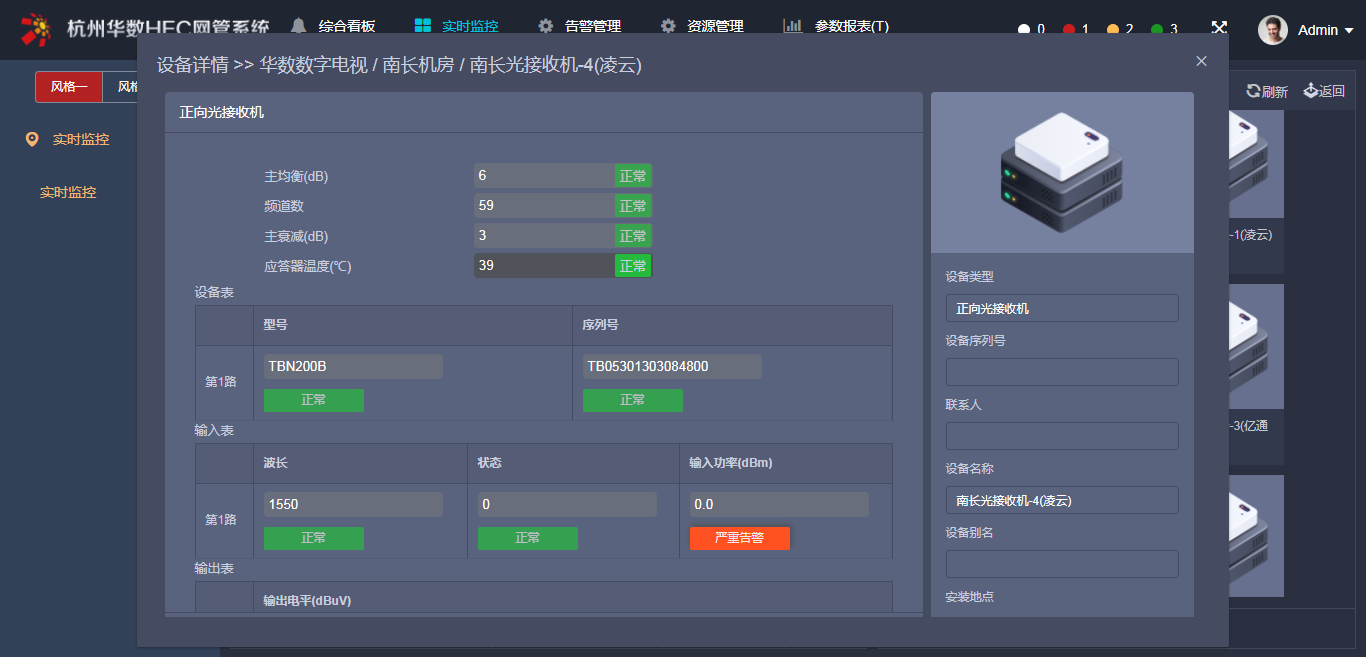 杭州华数HFC网管系统 综合看板 实时监控 告警管理 资源管理 参数报表(T) 0 1 2 3 Admin
设备详情 >> 华数数字电视 / 南长机房 / 南长光接收机-4(凌云)
风格一 风格
刷新 返回
实时监控
实时监控
正向光接收机
主均衡(dB) 6 正常
频道数 59 正常
主衰减(dB) 3 正常
应答器温度(℃) 39 正常
设备表
型号 序列号
第1路 TBN200B TB05301303084800
正常 正常
输入表
波长 状态 输入功率(dBm)
第1路 1550 0 0.0
正常 正常 严重告警
输出表
输出电平(dBuV)
设备类型
正向光接收机
设备序列号
联系人
设备名称
南长光接收机-4(凌云)
设备别名
安装地点
-1(凌云)
-3(亿通